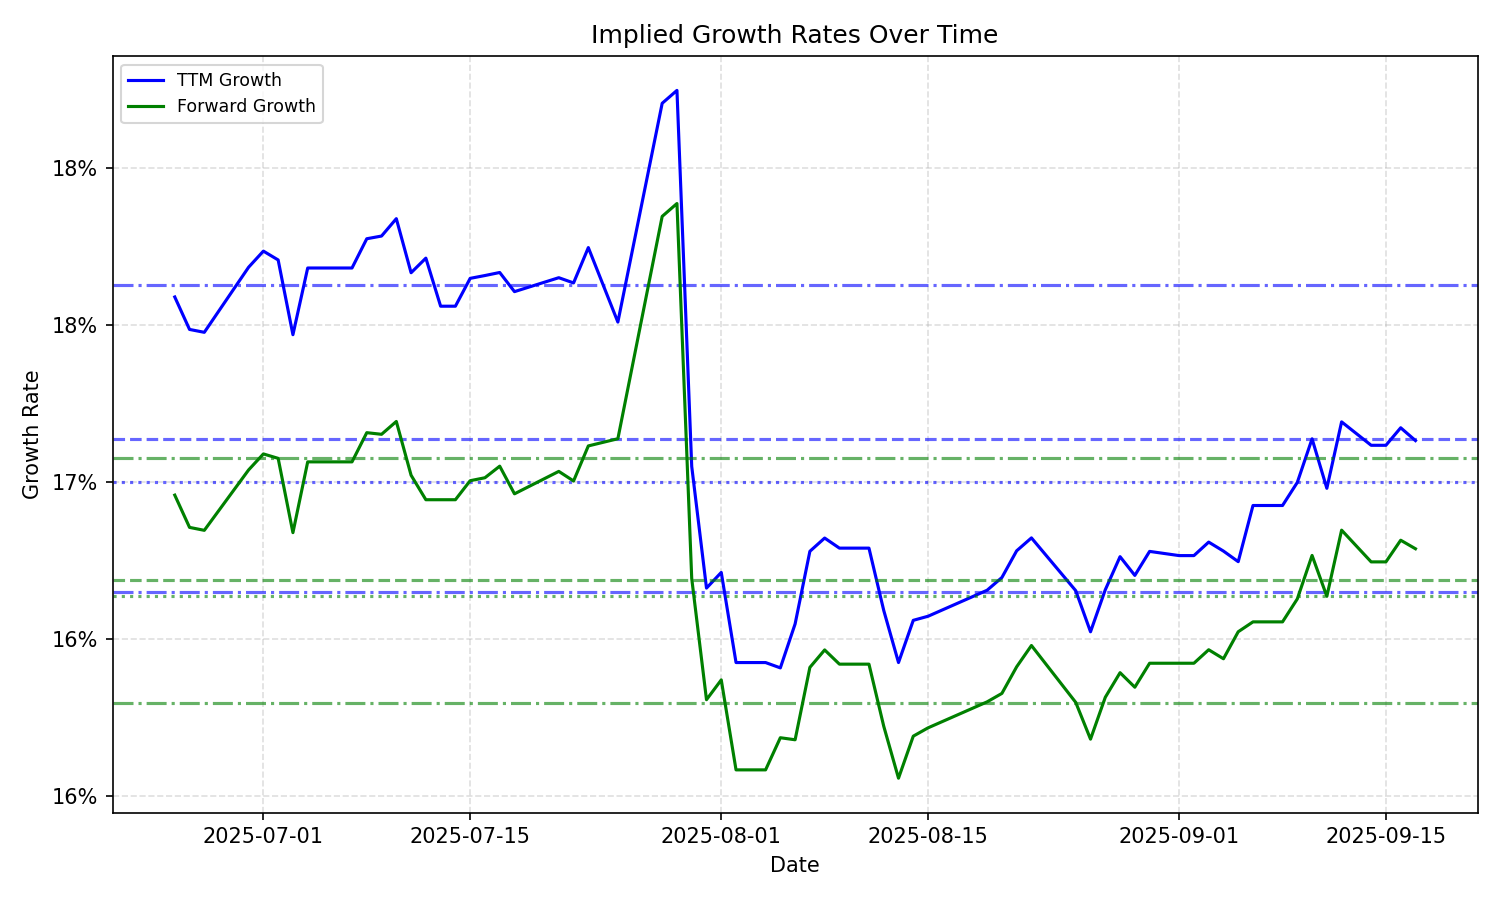 Implied Growth Rates Over Time
TTM Growth
Forward Growth
18%
18%
17%
16%
16%
Growth Rate
2025-07-01
2025-07-15
2025-08-01
2025-08-15
2025-09-01
2025-09-15
Date